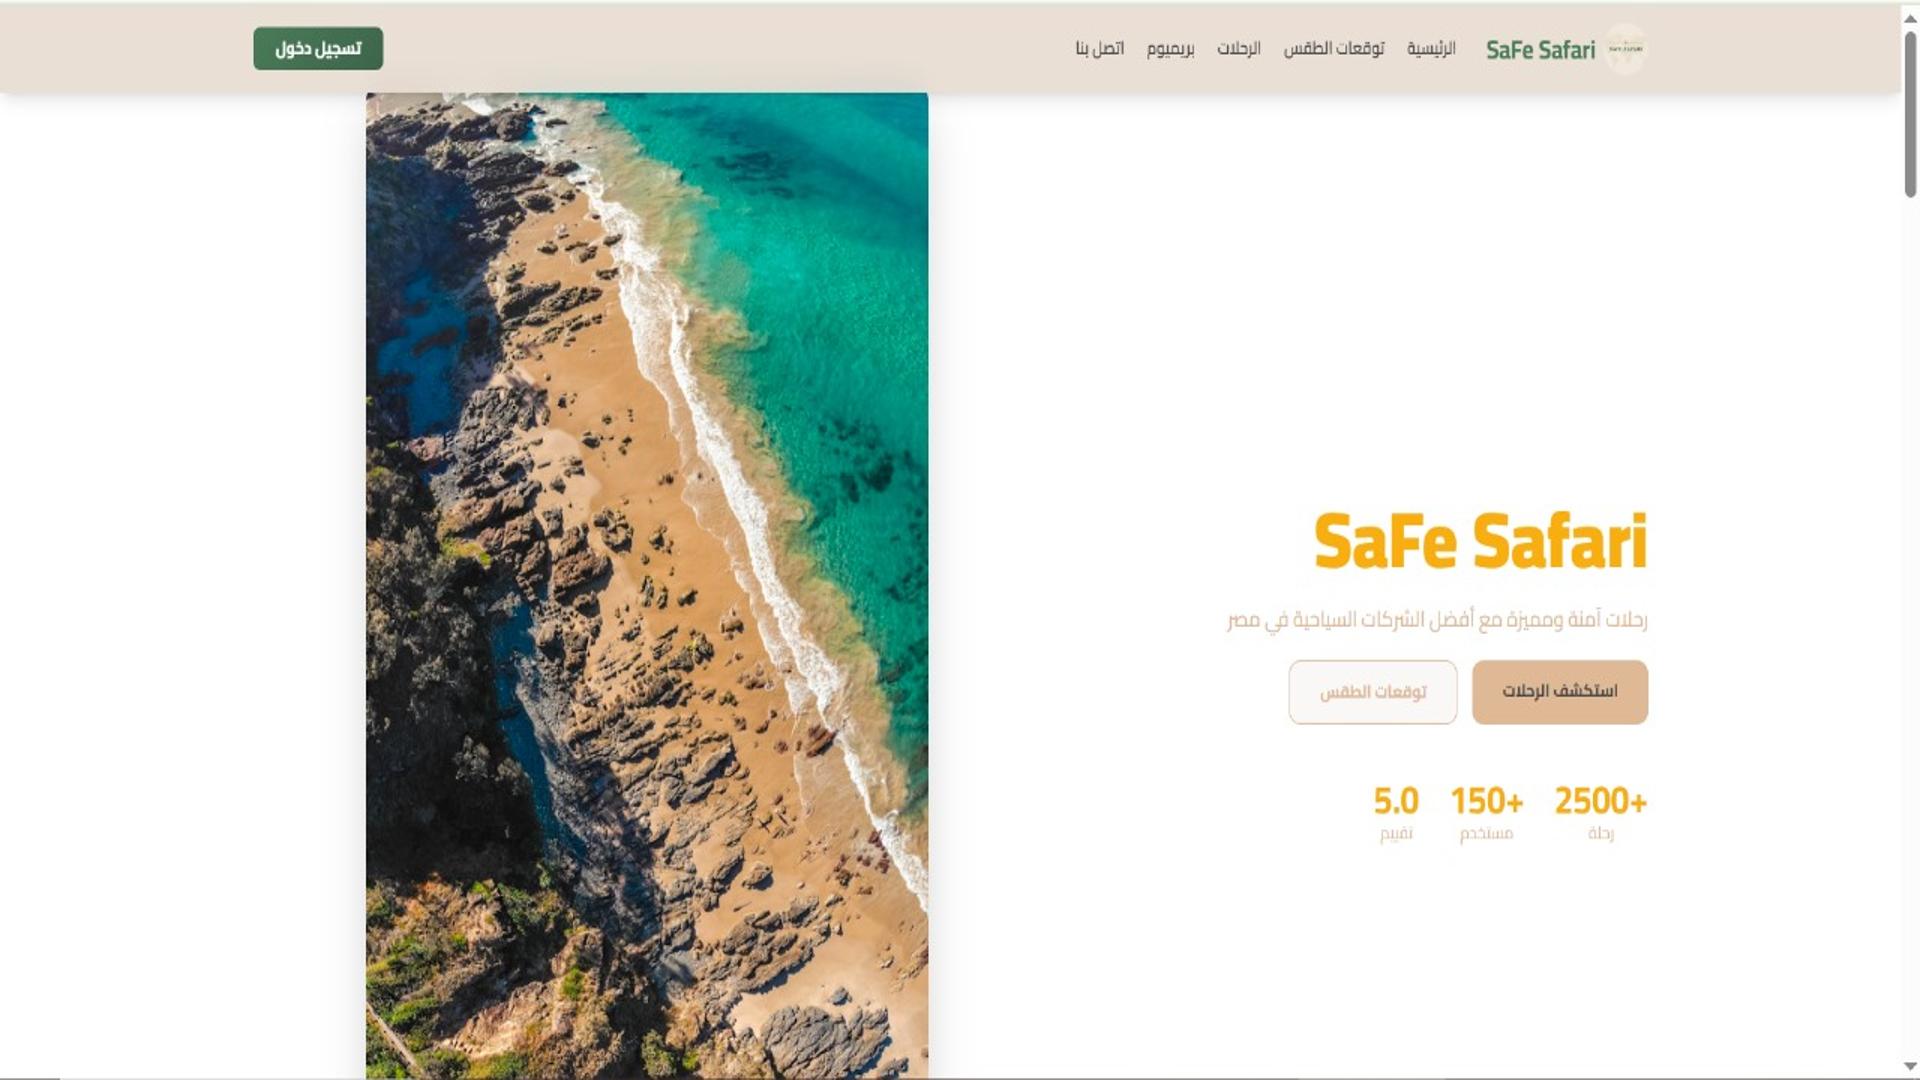 SaFe Safari
الرئيسية
توقعات الطقس
الرحلات
بريميوم
اتصل بنا
تسجيل دخول
SaFe Safari
رحلات آمنة ومميزة مع أفضل الشركات السياحية في مصر
استكشف الرحلات
توقعات الطقس
2500+
رحلة
150+
مستخدم
5.0
تقييم